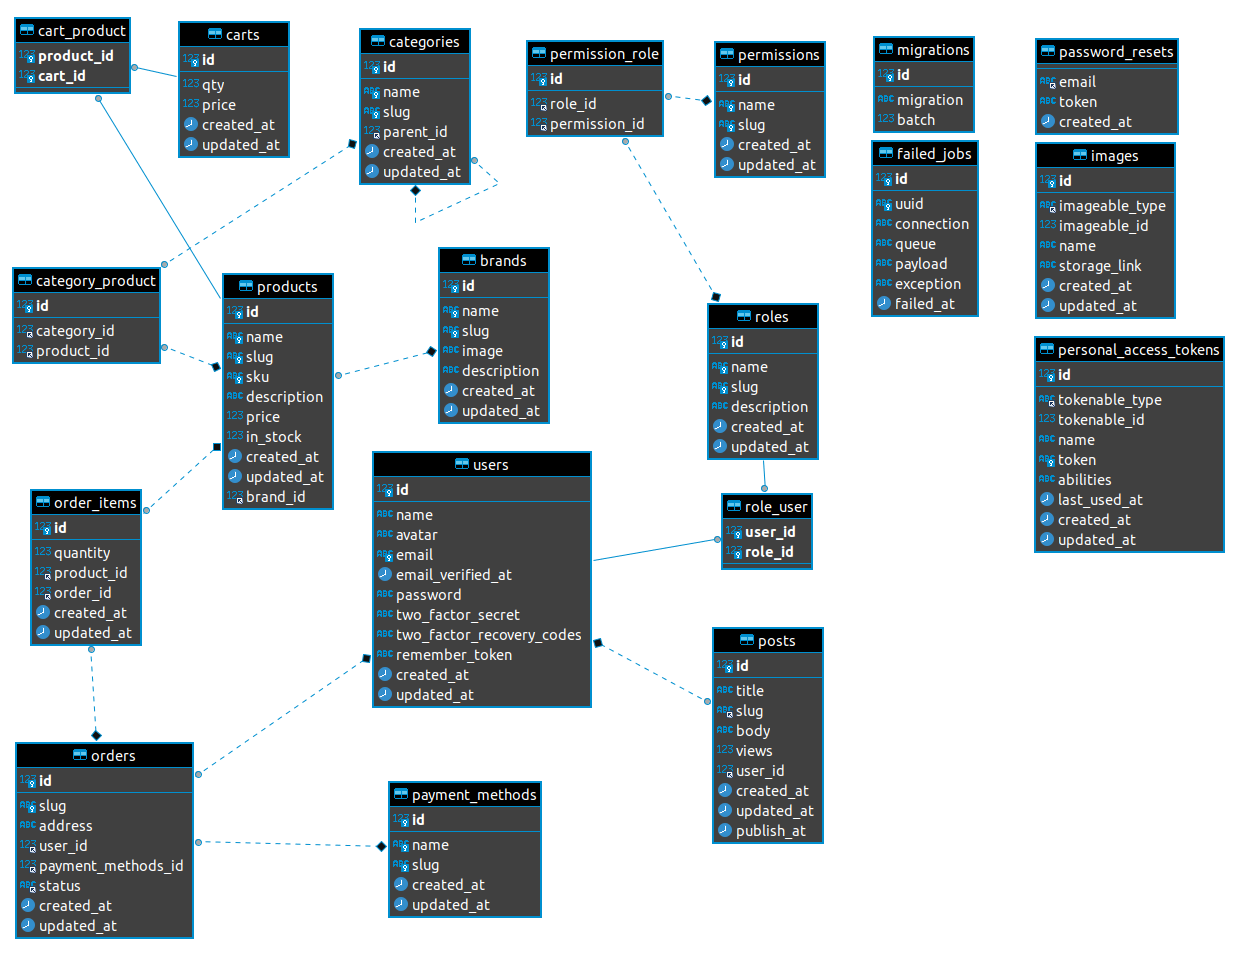 cart_product
product_id
cart_id
carts
id
qty
price
created_at
updated_at
categories
id
name
slug
parent_id
created_at
updated_at
permission_role
id
role_id
permission_id
permissions
id
name
slug
created_at
updated_at
migrations
id
migration
batch
password_resets
email
token
created_at
failed_jobs
id
uuid
connection
queue
payload
exception
failed_at
images
id
imageable_type
imageable_id
name
storage_link
created_at
updated_at
category_product
id
category_id
product_id
products
id
name
slug
sku
description
price
in_stock
created_at
updated_at
brand_id
brands
id
name
slug
image
description
created_at
updated_at
roles
id
name
slug
description
created_at
updated_at
personal_access_tokens
id
tokenable_type
tokenable_id
name
token
abilities
last_used_at
created_at
updated_at
order_items
id
quantity
product_id
order_id
created_at
updated_at
users
id
name
avatar
email
email_verified_at
password
two_factor_secret
two_factor_recovery_codes
remember_token
created_at
updated_at
role_user
user_id
role_id
posts
id
title
slug
body
views
user_id
created_at
updated_at
publish_at
orders
id
slug
address
user_id
payment_methods_id
status
created_at
updated_at
payment_methods
id
name
slug
created_at
updated_at